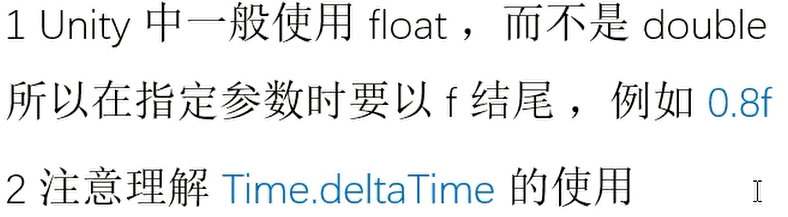 1 Unity 中一般使用 float ，而不是 double
所以在指定参数时要以 f 结尾 ，例如 0.8f
2 注意理解 Time.deltaTime 的使用